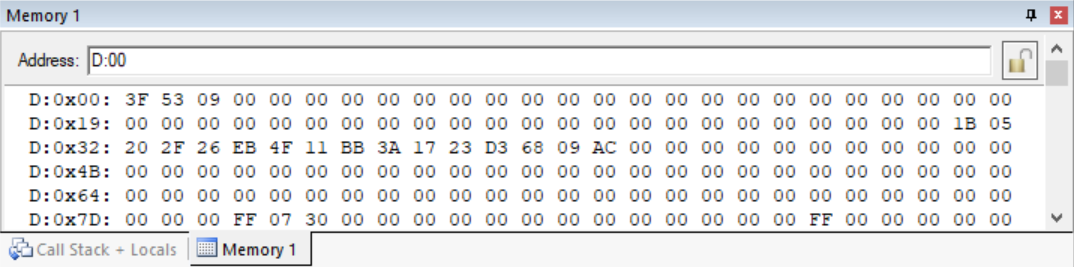 Memory 1
Address: D:00
D:0x00: 3F 53 09 00 00 00 00 00 00 00 00 00 00 00 00 00 00 00 00 00 00 00 00 00 00
D:0x19: 00 00 00 00 00 00 00 00 00 00 00 00 00 00 00 00 00 00 00 00 00 00 00 1B 05
D:0x32: 20 2F 26 EB 4F 11 BB 3A 17 23 D3 68 09 AC 00 00 00 00 00 00 00 00 00 00 00
D:0x4B: 00 00 00 00 00 00 00 00 00 00 00 00 00 00 00 00 00 00 00 00 00 00 00 00 00
D:0x64: 00 00 00 00 00 00 00 00 00 00 00 00 00 00 00 00 00 00 00 00 00 00 00 00 00
D:0x7D: 00 00 00 FF 07 30 00 00 00 00 00 00 00 00 00 00 00 00 00 FF 00 00 00 00 00
Call Stack + Locals Memory 1